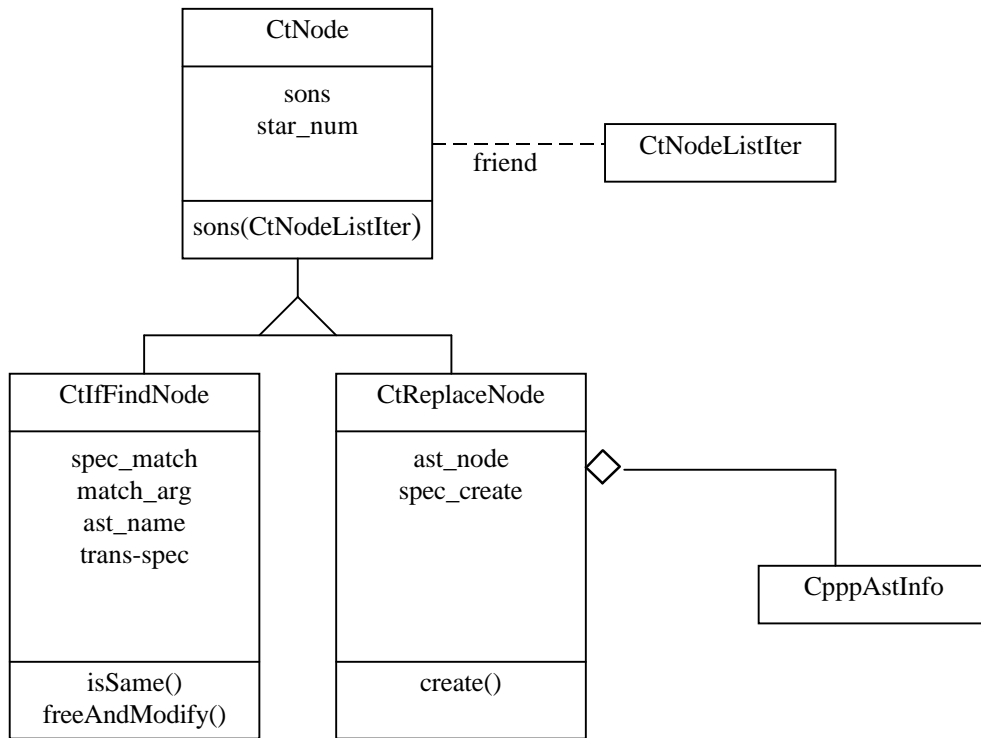 CtNode
sons
star_num
sons(CtNodeListIter)
friend
CtNodeListIter
CtIfFindNode
spec_match
match_arg
ast_name
trans-spec
isSame()
freeAndModify()
CtReplaceNode
ast_node
spec_create
create()
CpppAstInfo